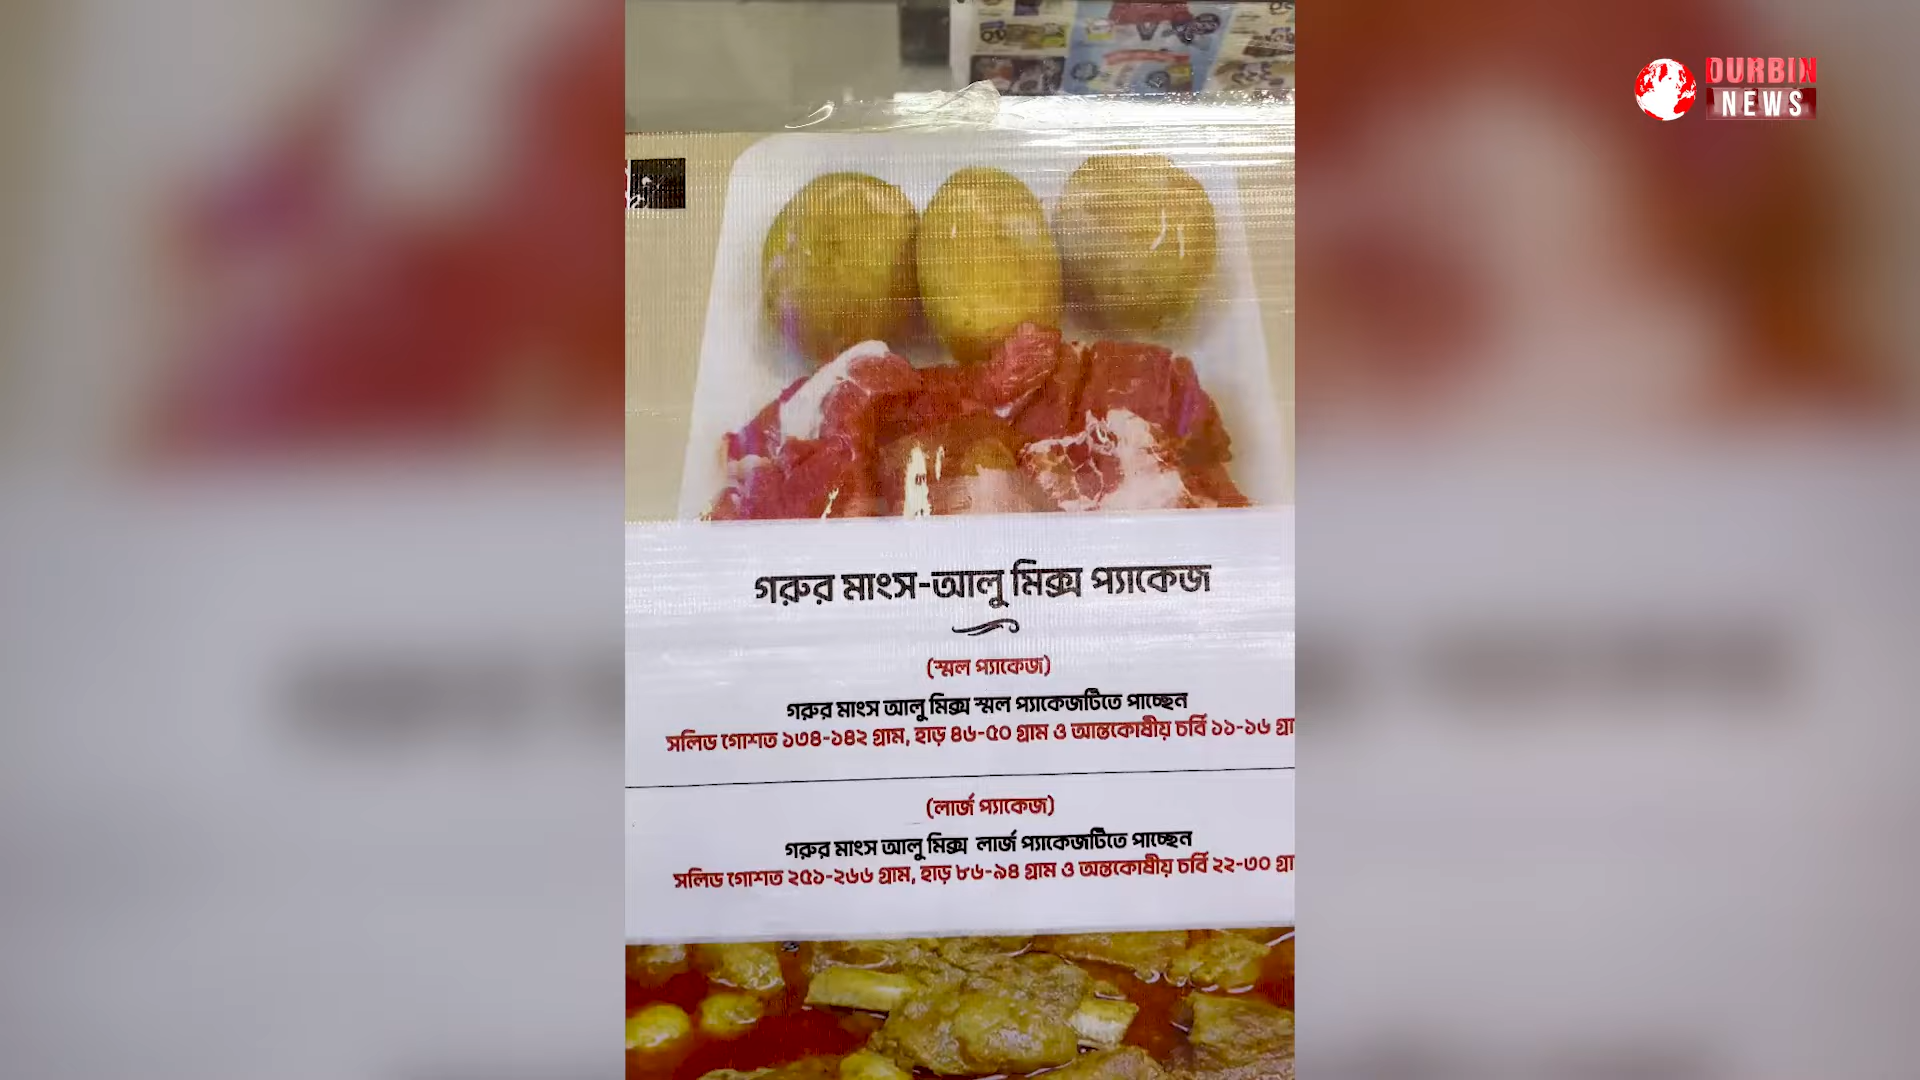 DURBIN
NEWS
গরুর মাংস-আলু মিক্স প্যাকেজ
(স্মল প্যাকেজ)
গরুর মাংস আলু মিক্স স্মল প্যাকেজটিতে পাচ্ছেন
সলিড গোশত ১৩৪-১৪২ গ্রাম, হাড় ৪৬-৫০ গ্রাম ও আন্তকোষীয় চর্বি ১১-১৬ গ্রা
(লার্জ প্যাকেজ)
গরুর মাংস আলু মিক্স লার্জ প্যাকেজটিতে পাচ্ছেন
সলিড গোশত ২৫১-২৬৬ গ্রাম, হাড় ৮৬-৯৪ গ্রাম ও অন্তকোষীয় চর্বি ২২-৩০ গ্রা